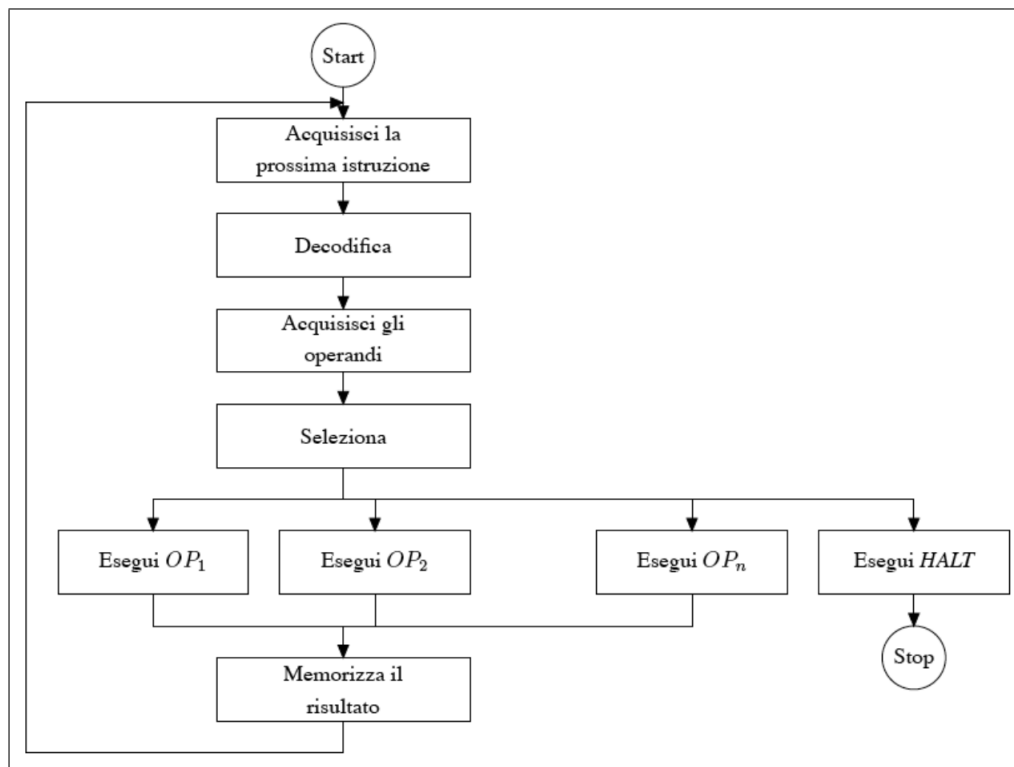 Start
Acquisisci la
prossima istruzione
Decodifica
Acquisisci gli
operandi
Seleziona
Esegui OP₁
Esegui OP₂
Esegui OPₙ
Esegui HALT
Memorizza il
risultato
Stop